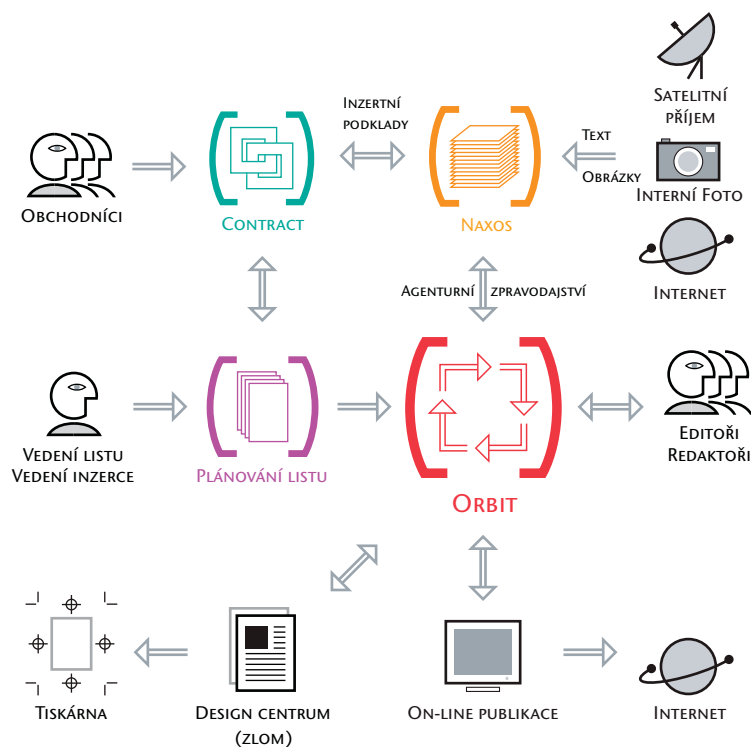 Satelitní
příjem
Inzertní
podklady
Text
Obrázky
Interní Foto
Obchodníci
Contract
Naxos
Internet
Agenturní zpravodajství
Vedení listu
Vedení inzerce
Plánování listu
Orbit
Editoři
Redaktoři
Tiskárna
Design centrum
(zlom)
On-line publikace
Internet